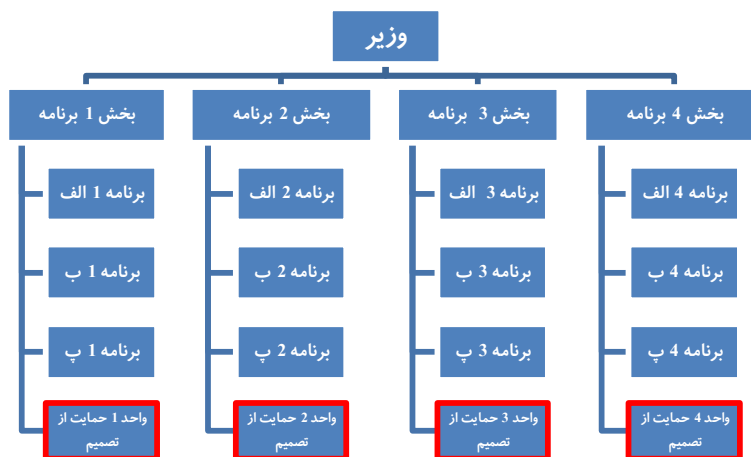 وزیر
بخش 1 برنامه
بخش 2 برنامه
بخش 3 برنامه
بخش 4 برنامه
برنامه 1 الف
برنامه 2 الف
برنامه 3 الف
برنامه 4 الف
برنامه 1 ب
برنامه 2 ب
برنامه 3 ب
برنامه 4 ب
برنامه 1 پ
برنامه 2 پ
برنامه 3 پ
برنامه 4 پ
واحد 1 حمایت از
تصمیم
واحد 2 حمایت از
تصمیم
واحد 3 حمایت از
تصمیم
واحد 4 حمایت از
تصمیم